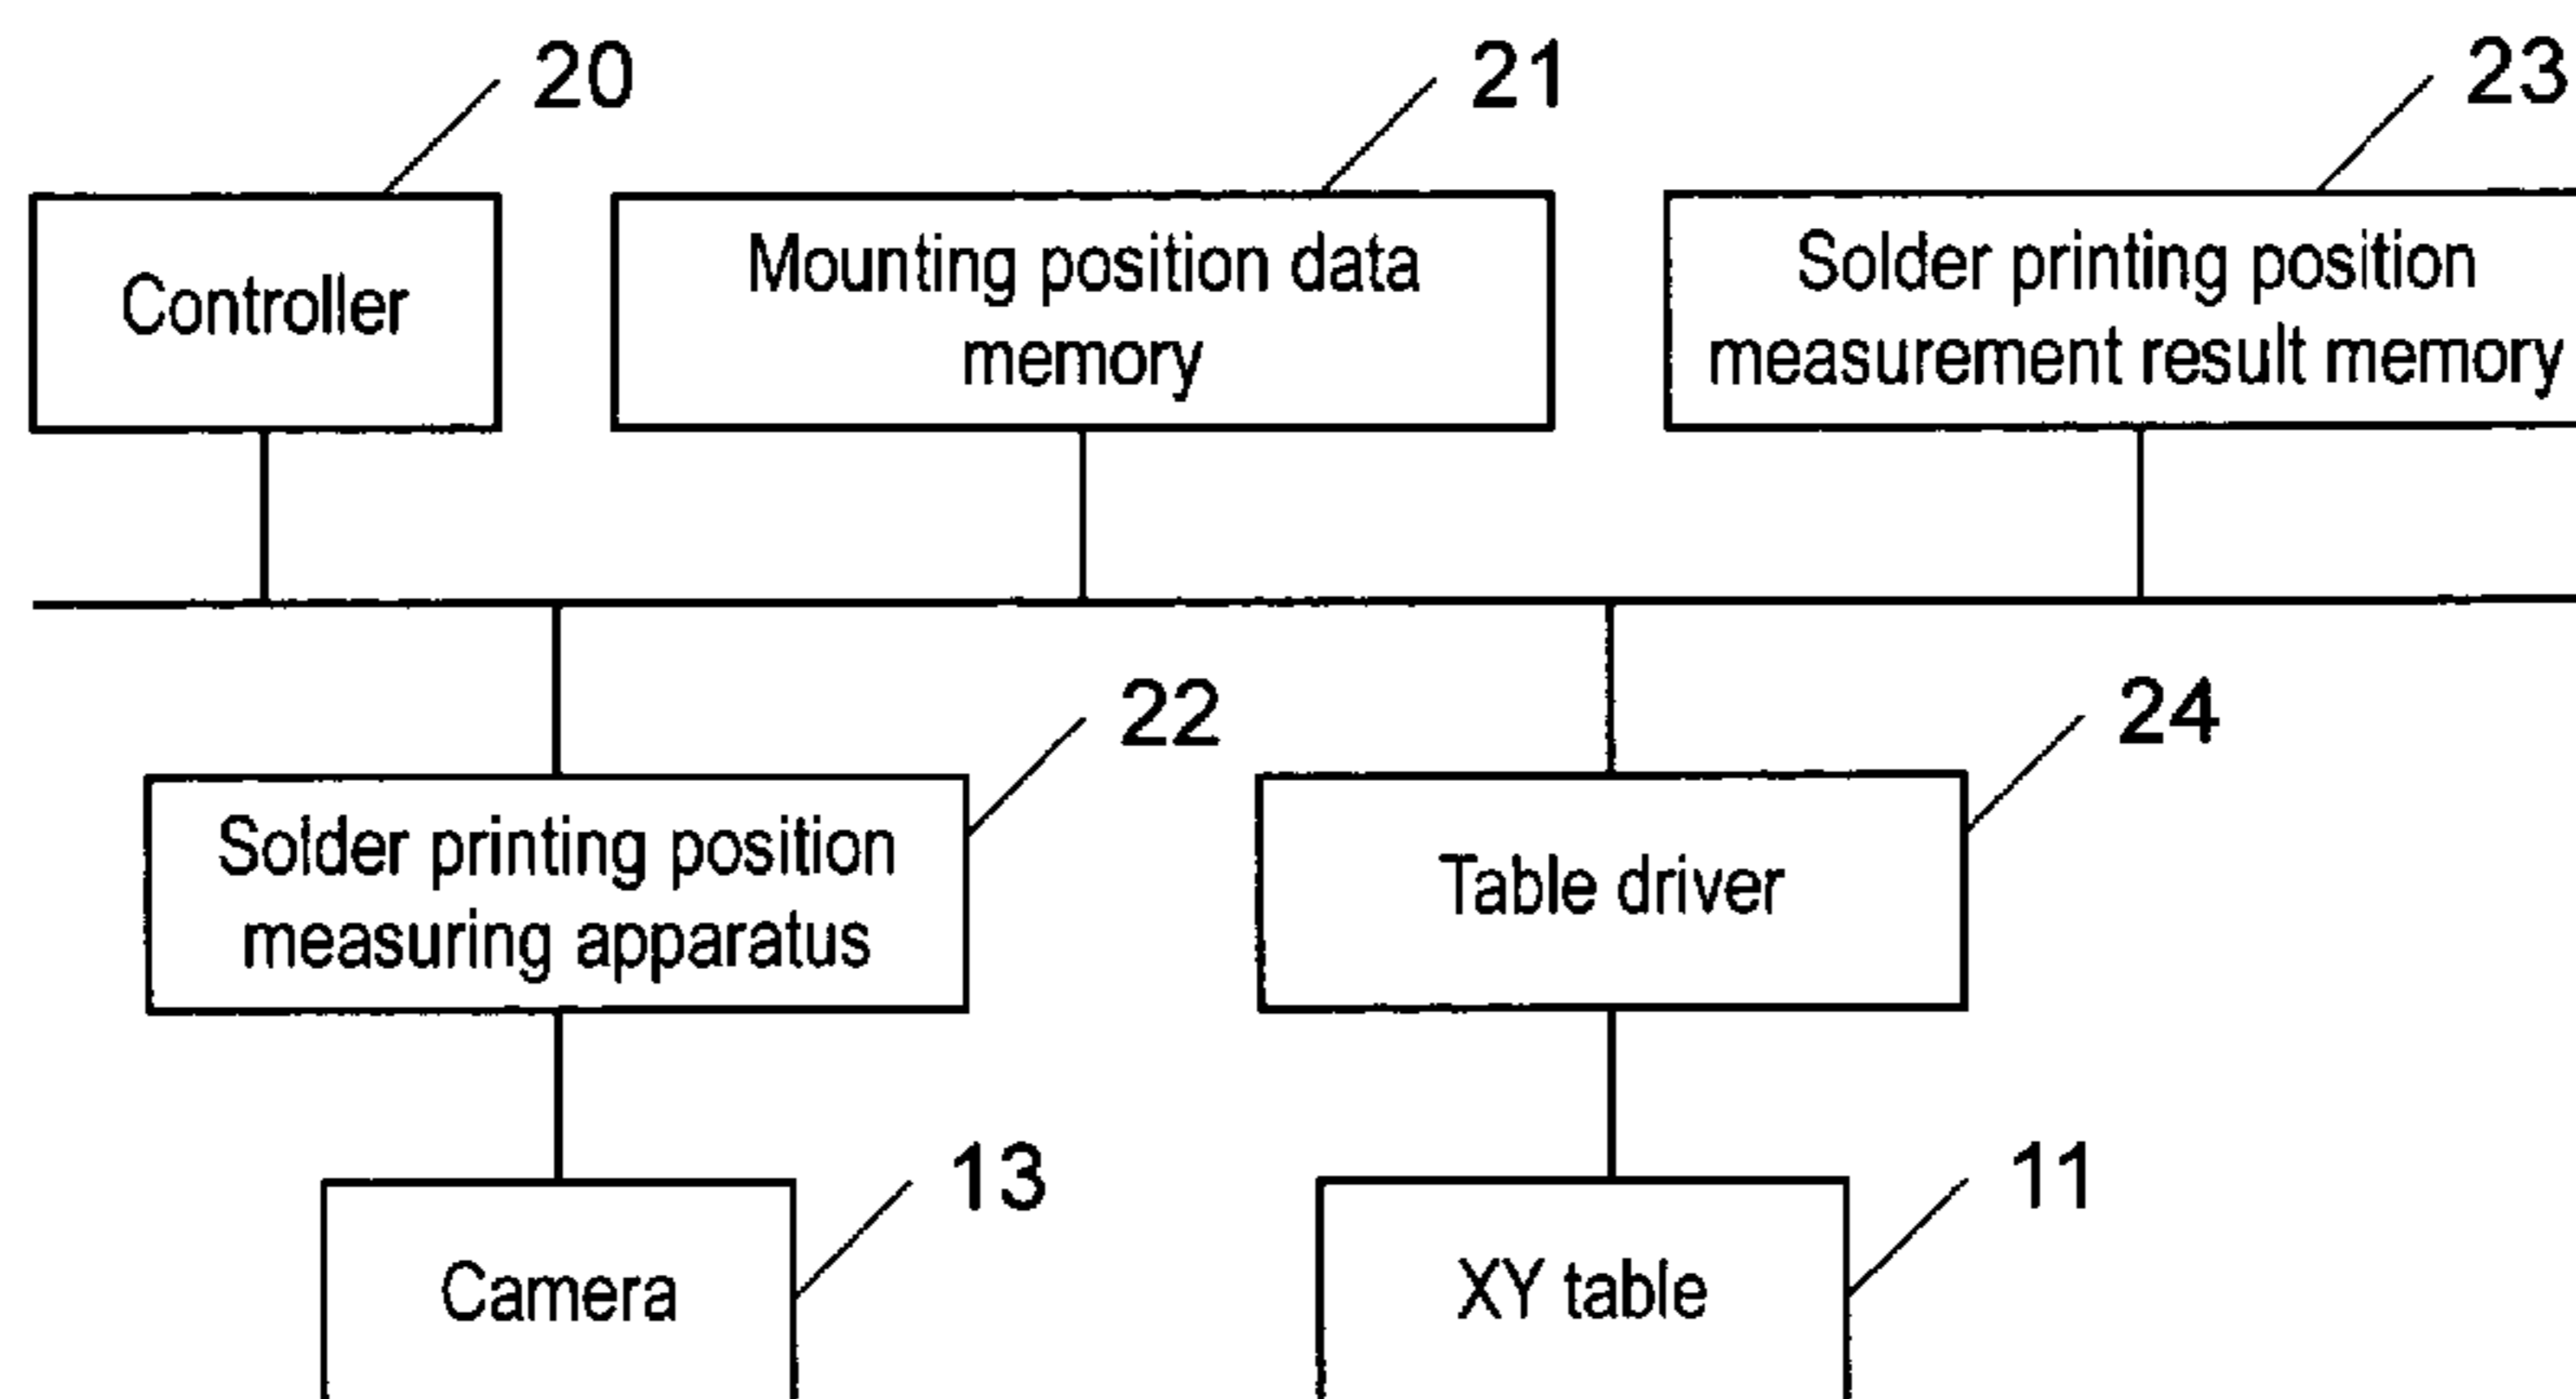 20
21
23
Controller
Mounting position data
memory
Solder printing position
measurement result memory
22
24
Solder printing position
measuring apparatus
Table driver
13
11
Camera
XY table